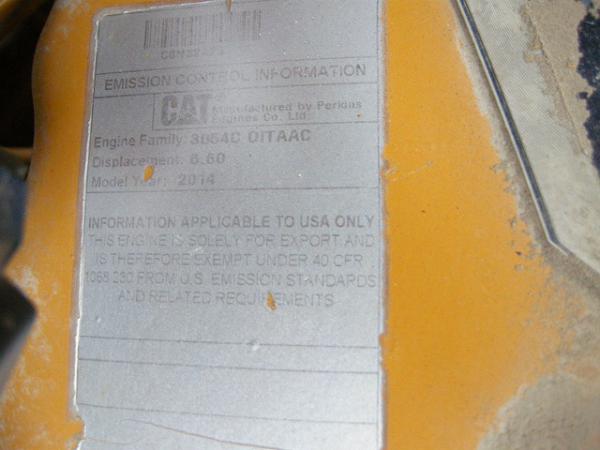 EMISSION CONTROL INFORMATION
CAT Manufactured by Perkins
Engines Co. Ltd.
Engine Family: 3054C DITAAC
Displacement: 6.60
Model Year: 2014
INFORMATION APPLICABLE TO USA ONLY
THIS ENGINE IS SOLELY FOR EXPORT AND
IS THEREFORE EXEMPT UNDER 40 CFR
1068.230 FROM U.S. EMISSION STANDARDS
AND RELATED REQUIREMENTS